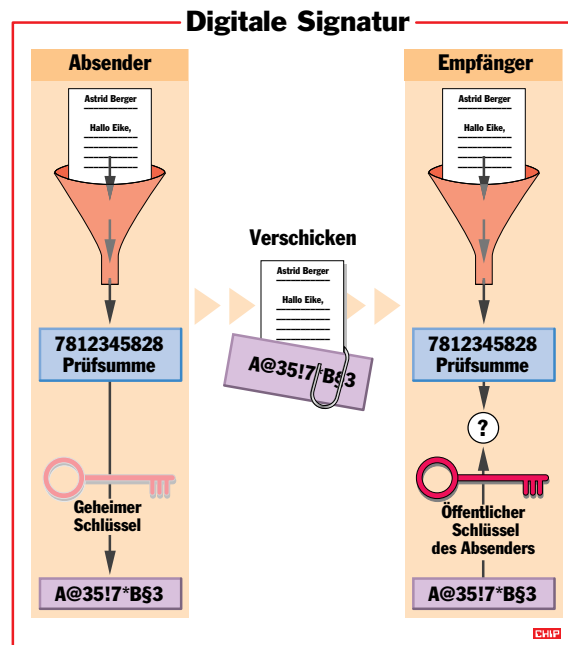 Digitale Signatur
Absender
Astrid Berger
Hallo Eike,
7812345828
Prüfsumme
Geheimer
Schlüssel
A@35!7*B§3
Verschicken
Astrid Berger
Hallo Eike,
A@35!7*B§3
Empfänger
Astrid Berger
Hallo Eike,
7812345828
Prüfsumme
?
Öffentlicher
Schlüssel
des Absenders
A@35!7*B§3
CHIP